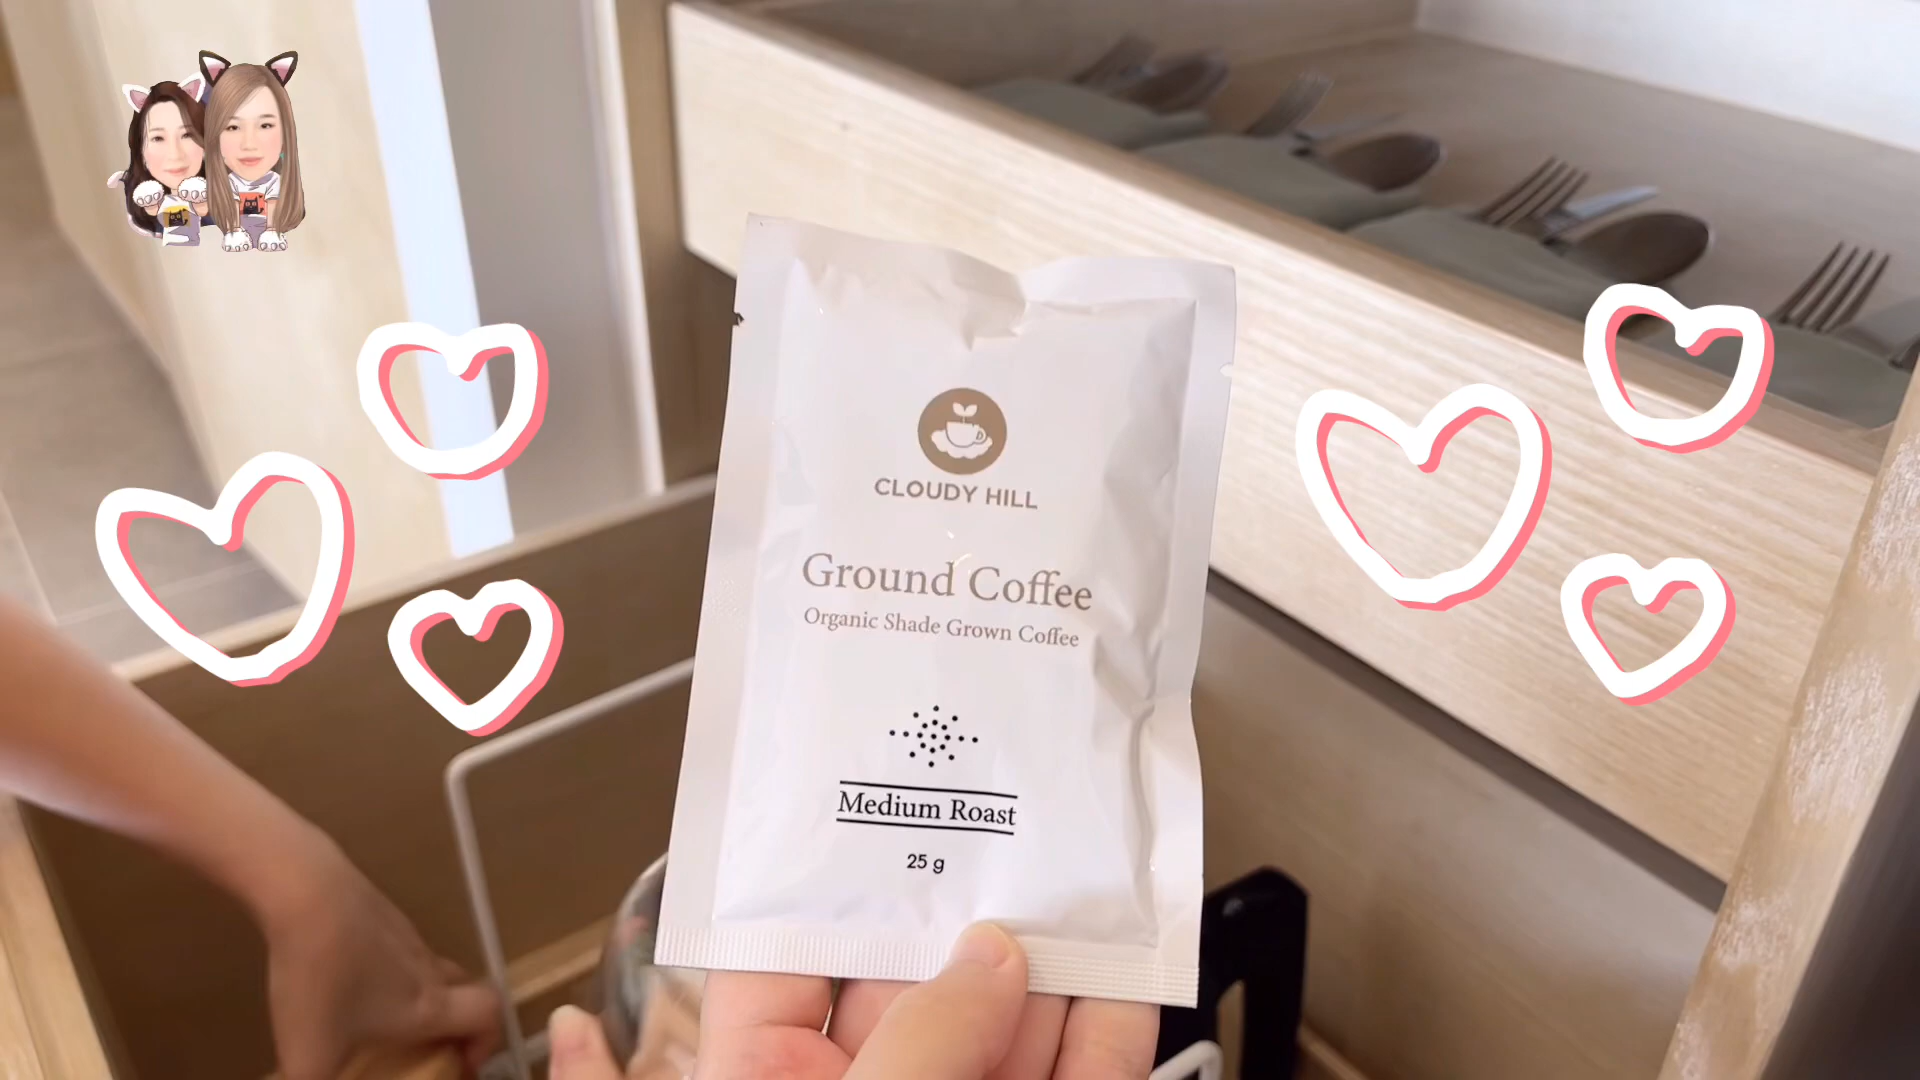 CLOUDY HILL
Ground Coffee
Organic Shade Grown Coffee
Medium Roast
25 g